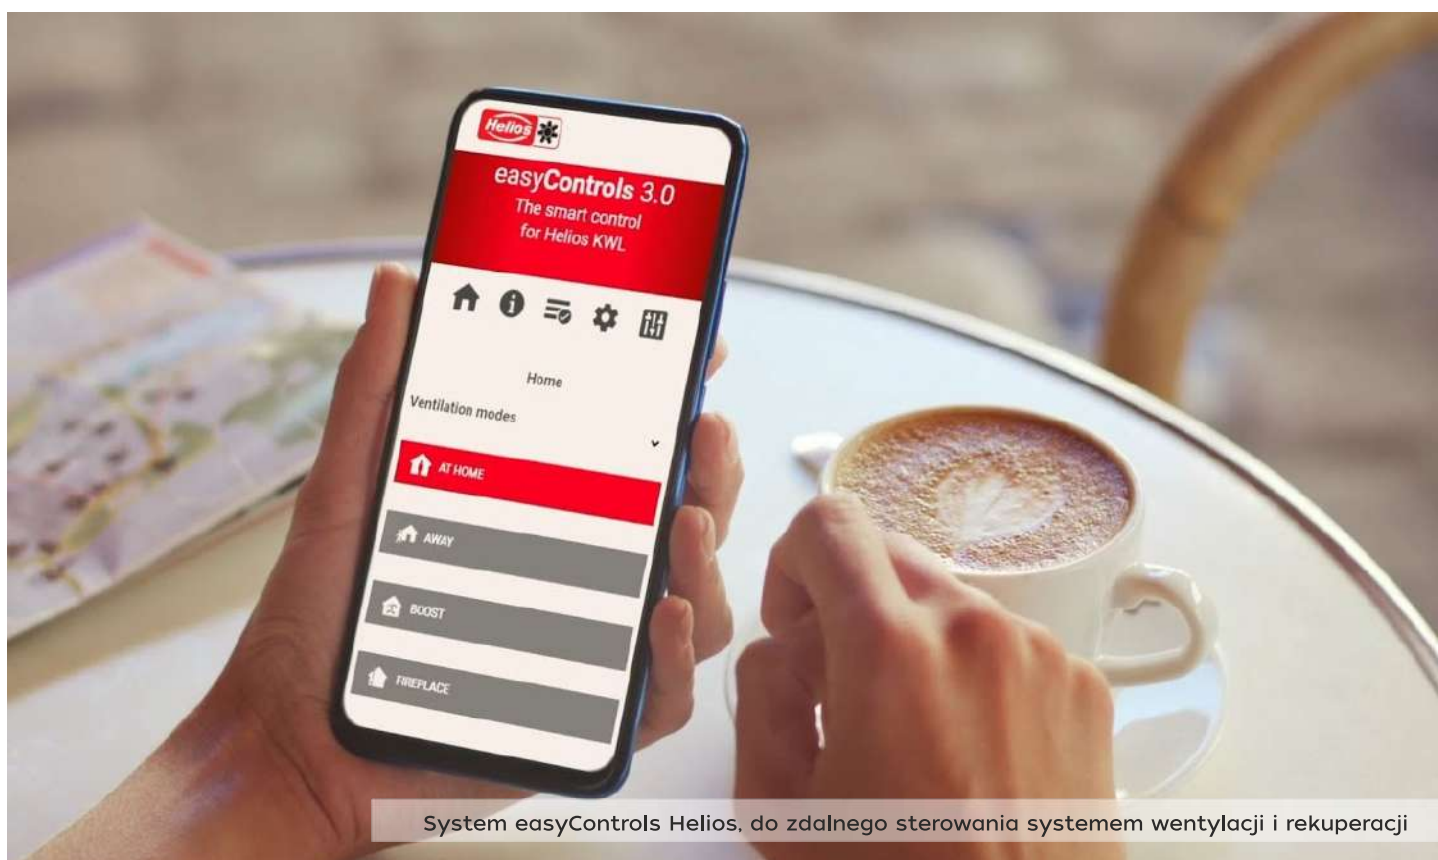 Helios
easyControls 3.0
The smart control
for Helios KWL
Home
Ventilation modes
AT HOME
AWAY
BOOST
FIREPLACE
System easyControls Helios, do zdalnego sterowania systemem wentylacji i rekuperacji